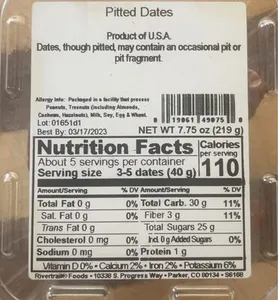 Pitted Dates
Product of U.S.A.
Dates, though pitted, may contain an occasional pit or
pit fragment.
Allergy Info: Packaged in a facility that process
Peanuts, Treenuts (including Almonds,
Cashews, Hazelnuts), Milk, Soy, Egg & Wheat.
Lot: 01651d1
Best By: 03/17/2023
8 19061 49075 0
NET WT 7.75 oz (219 g)
Nutrition Facts
About 5 servings per container
Serving size 3-5 dates (40 g)
Calories
per serving
110
Amount/Serving % DV Amount/Serving % DV
Total Fat 0 g 0% Total Carb. 30 g 11%
Sat. Fat 0 g 0% Fiber 3 g 11%
Trans Fat 0 g Total Sugars 25 g
Cholesterol 0 mg 0% Incl. 0 g Added Sugars 0%
Sodium 0 mg 0% Protein 1 g
Vitamin D 0% • Calcium 2% • Iron 2% • Potassium 6%
Rivertrail® Foods • 10338 S. Progress Way • Parker, CO 80134 • S6168